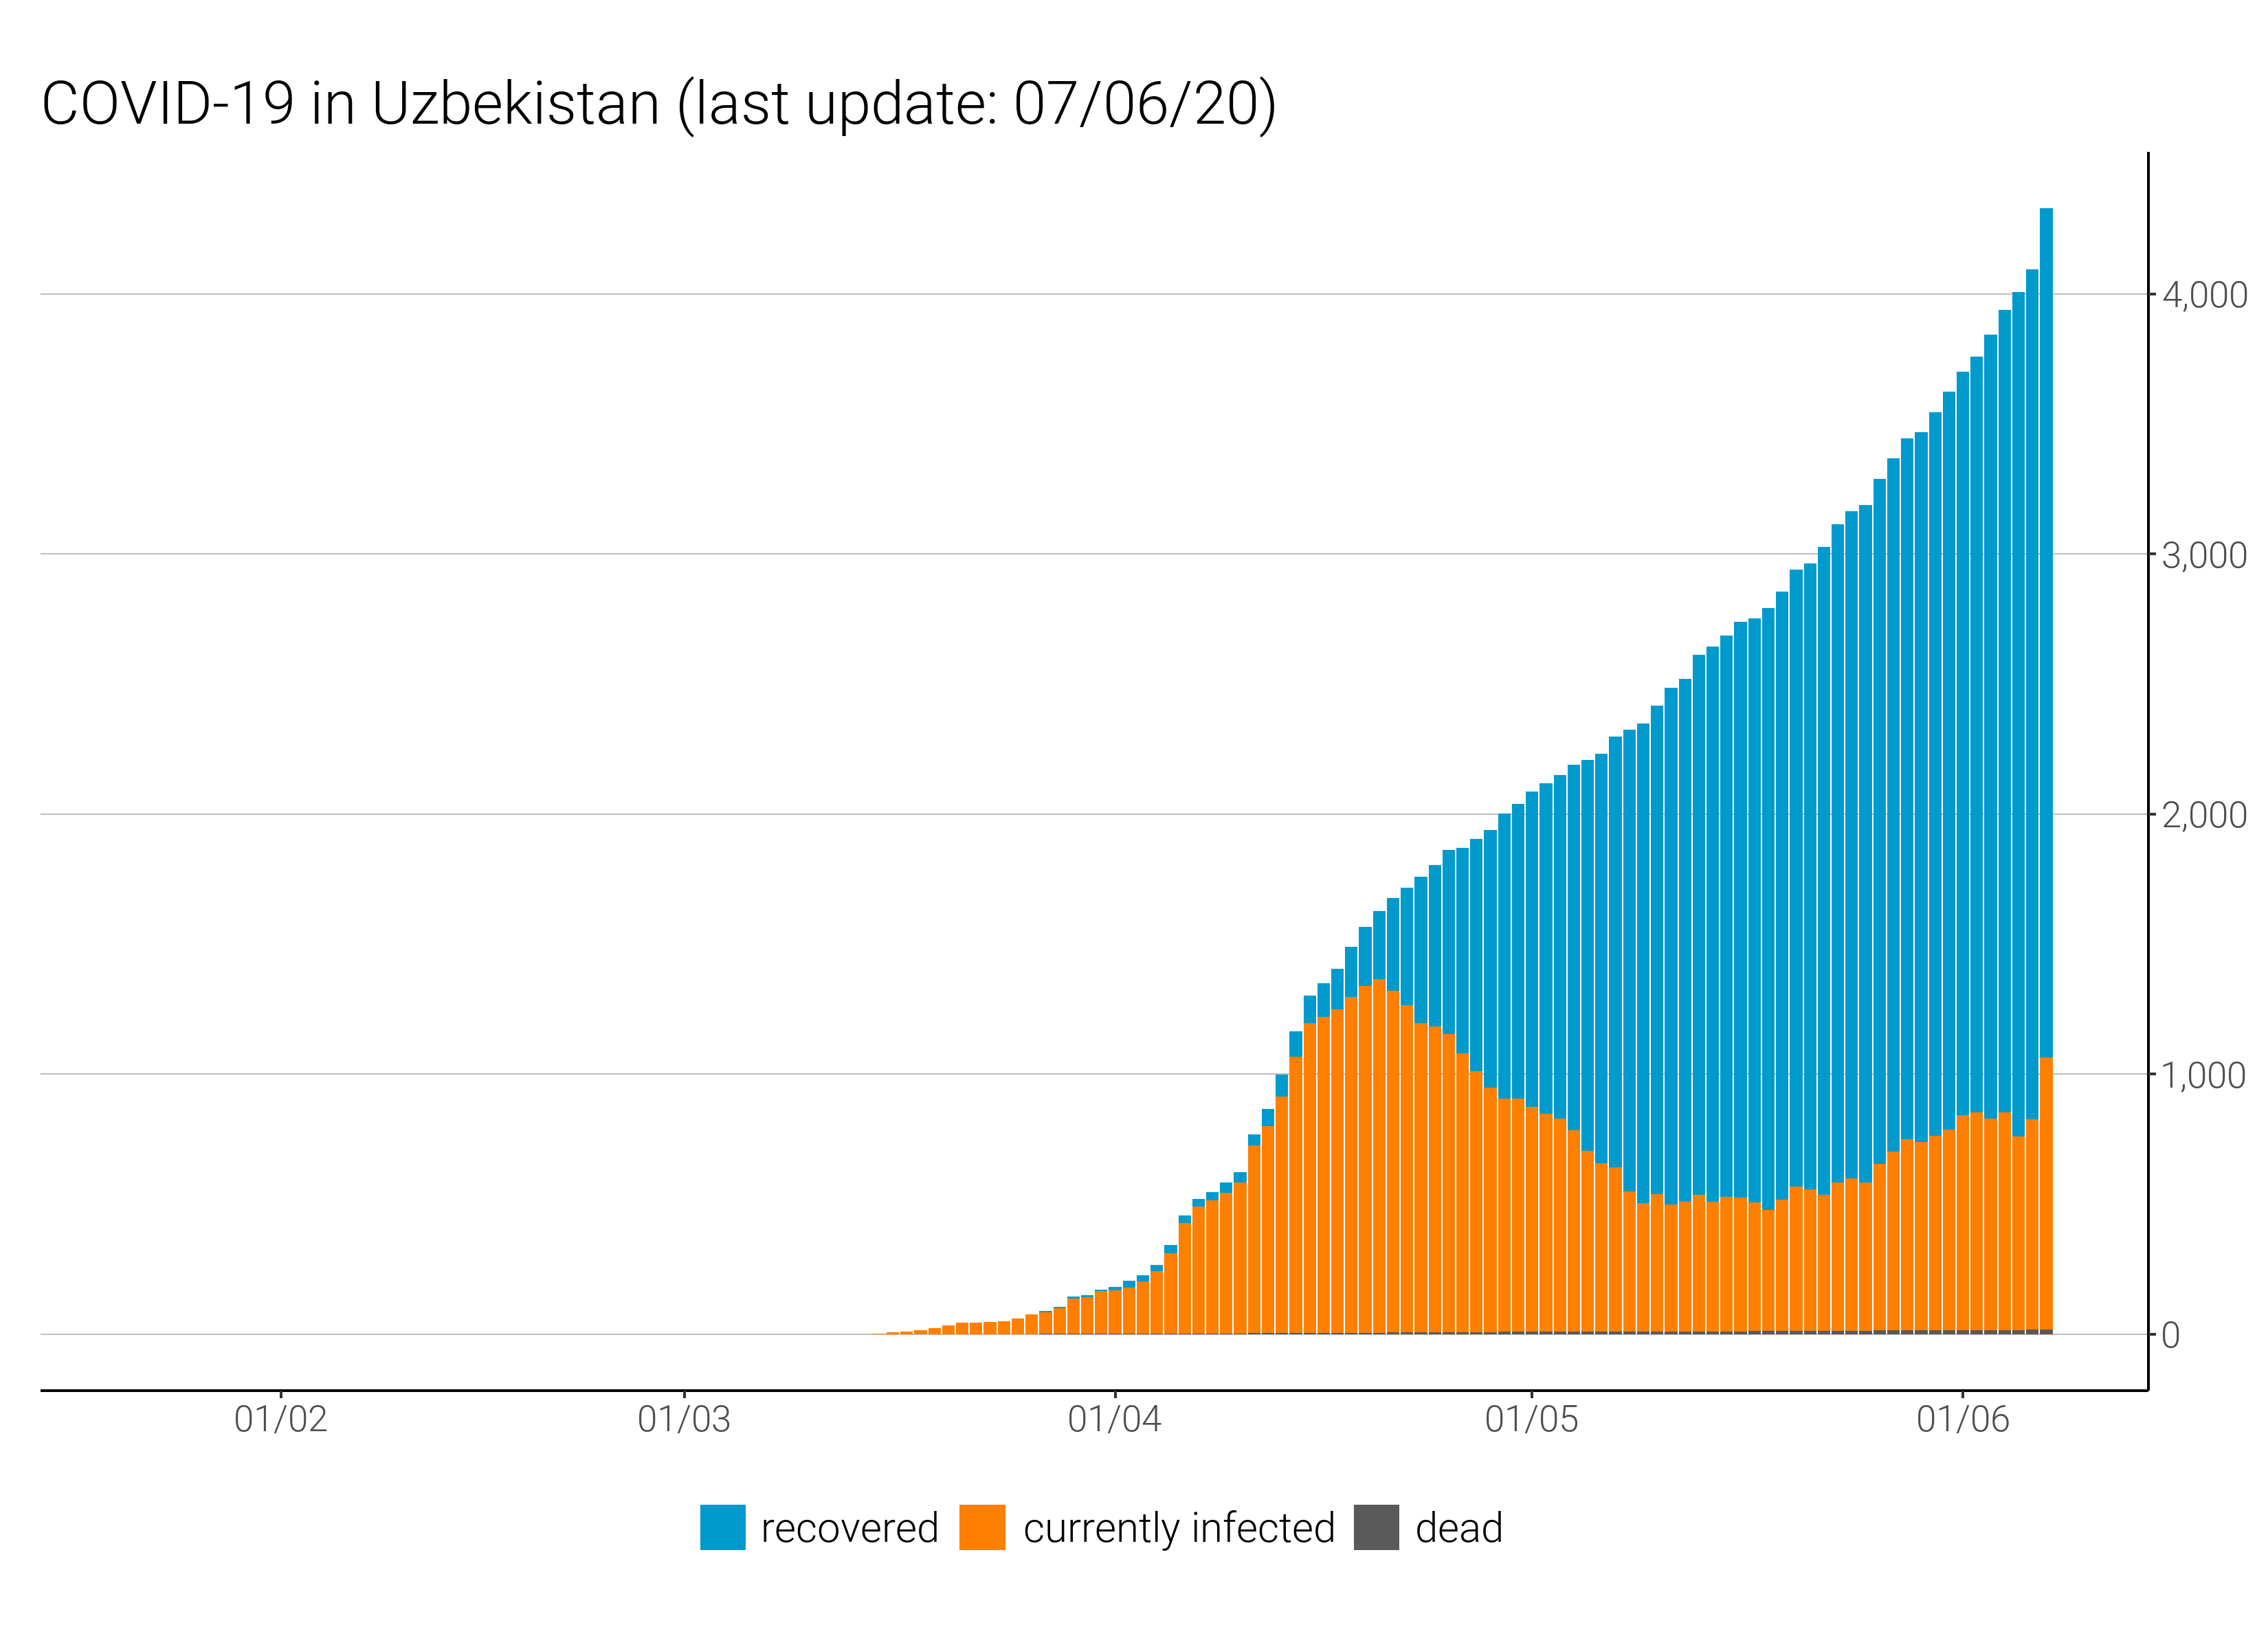 COVID-19 in Uzbekistan (last update: 07/06/20)
4,000
3,000
2,000
1,000
0
01/02 01/03 01/04 01/05 01/06
recovered currently infected dead